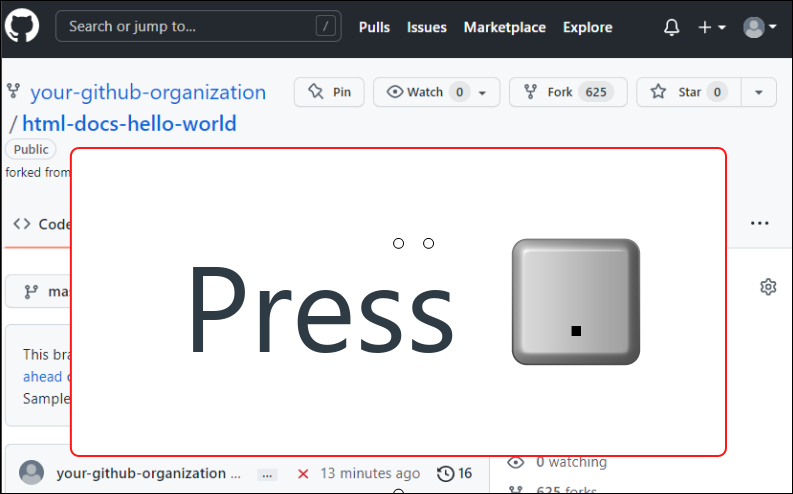 Search or jump to... /
Pulls Issues Marketplace Explore
your-github-organization
/ html-docs-hello-world
Pin Watch 0 Fork 625 Star 0
Public
forked from
Code
Press .
This
ahead
Sample
your-github-organization ... ... 13 minutes ago 16
0 watching
625 forks